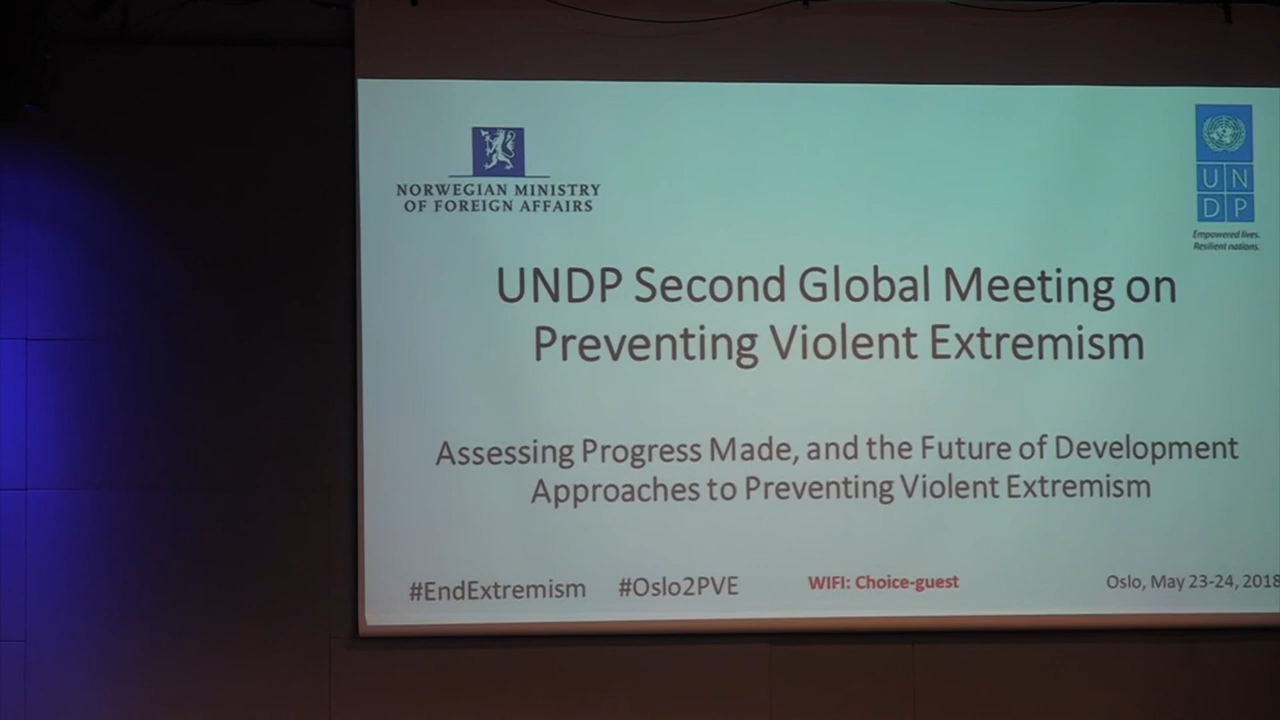 NORWEGIAN MINISTRY
OF FOREIGN AFFAIRS
UN
DP
Empowered lives.
Resilient nations.
UNDP Second Global Meeting on
Preventing Violent Extremism
Assessing Progress Made, and the Future of Development
Approaches to Preventing Violent Extremism
#EndExtremism #Oslo2PVE WIFI: Choice-guest Oslo, May 23-24, 2018